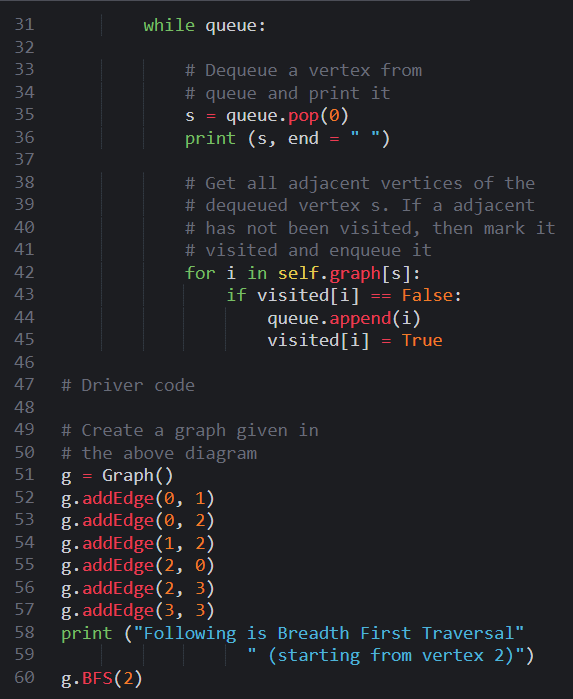 31 while queue:
32
33 # Dequeue a vertex from
34 # queue and print it
35 s = queue.pop(0)
36 print (s, end = " ")
37
38 # Get all adjacent vertices of the
39 # dequeued vertex s. If a adjacent
40 # has not been visited, then mark it
41 # visited and enqueue it
42 for i in self.graph[s]:
43 if visited[i] == False:
44 queue.append(i)
45 visited[i] = True
46
47 # Driver code
48
49 # Create a graph given in
50 # the above diagram
51 g = Graph()
52 g.addEdge(0, 1)
53 g.addEdge(0, 2)
54 g.addEdge(1, 2)
55 g.addEdge(2, 0)
56 g.addEdge(2, 3)
57 g.addEdge(3, 3)
58 print ("Following is Breadth First Traversal"
59 " (starting from vertex 2)")
60 g.BFS(2)